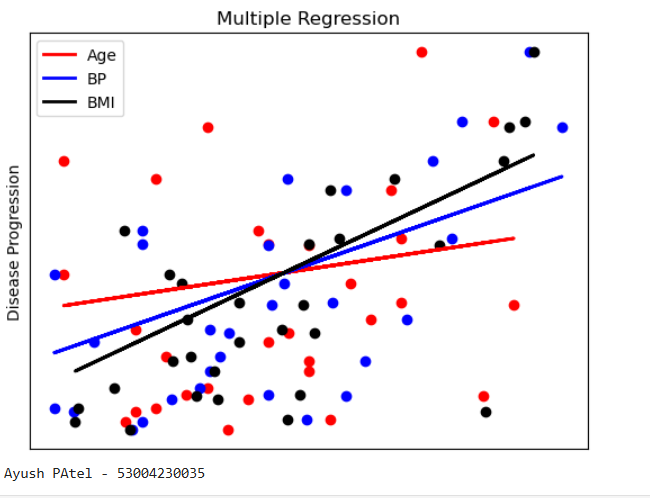 Multiple Regression
Age
BP
BMI
Disease Progression
Ayush PAtel - 53004230035